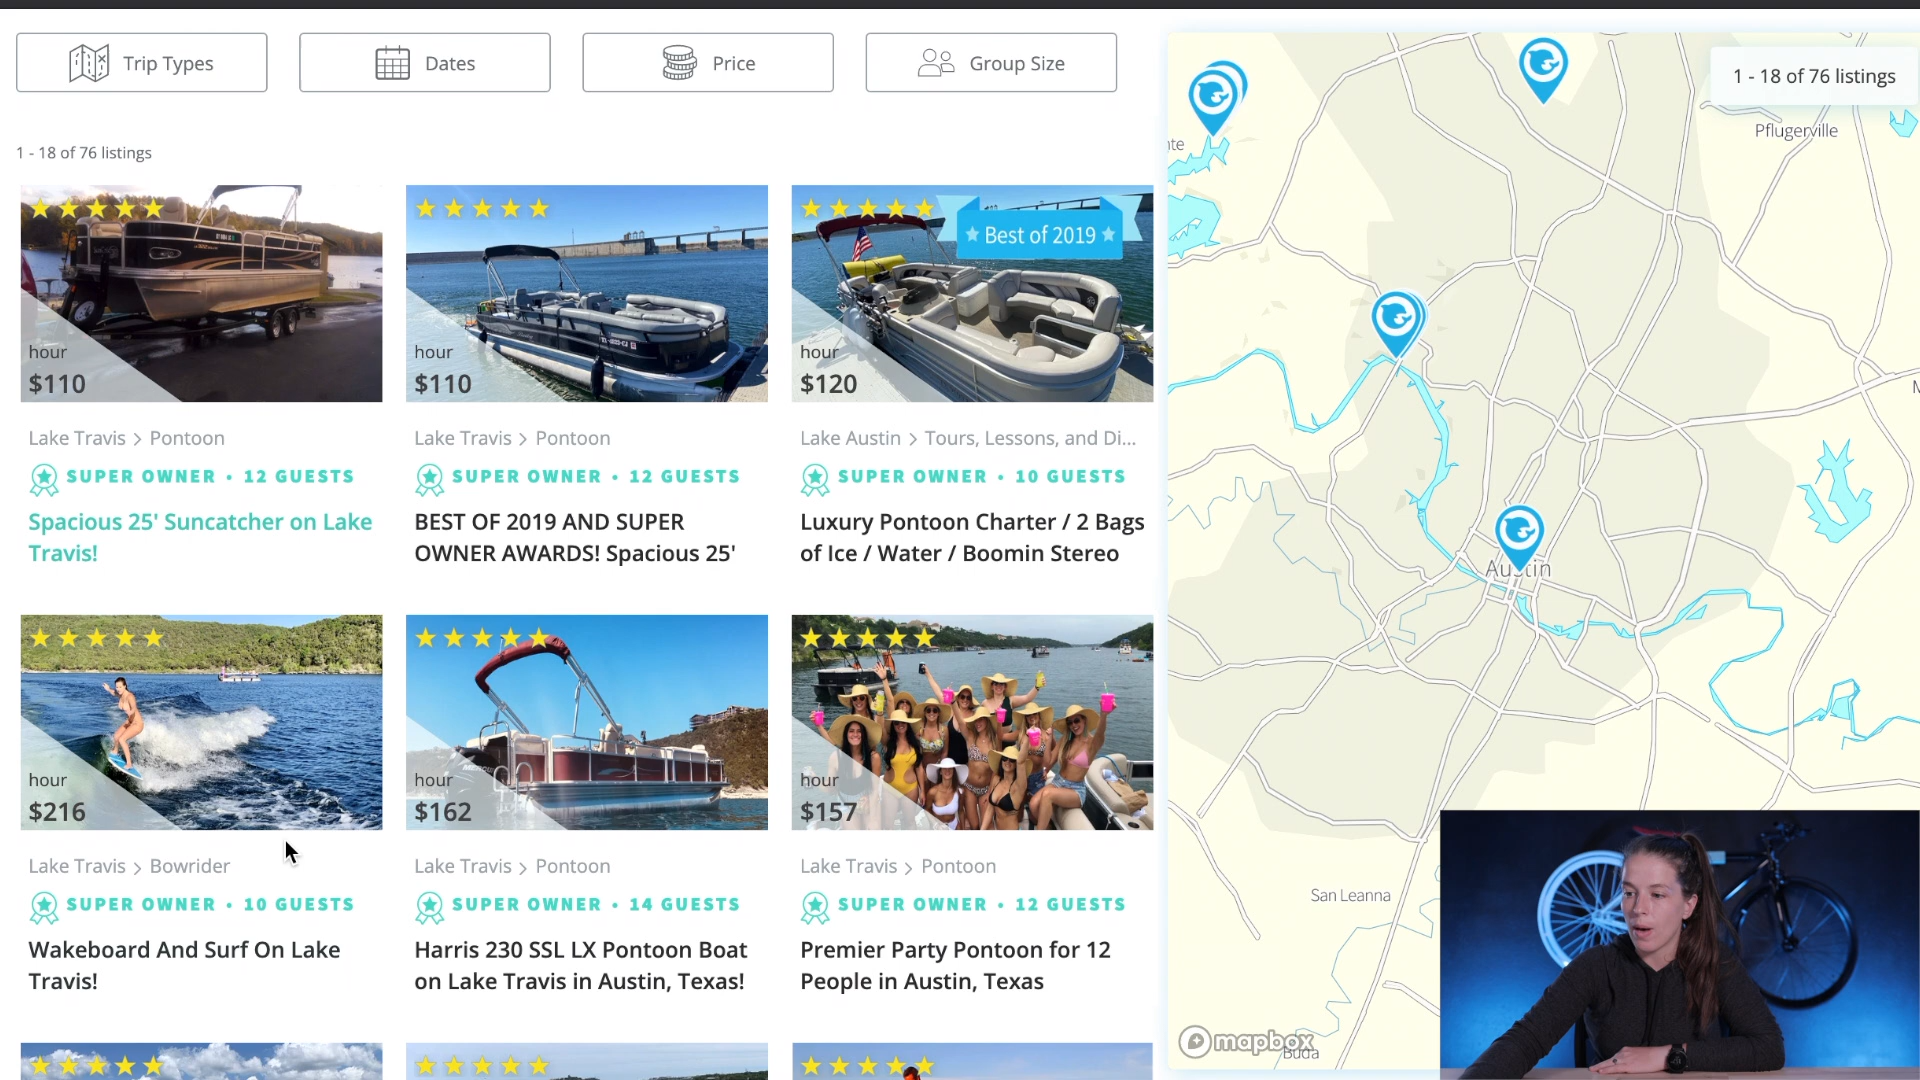 Trip Types
Dates
Price
Group Size
1 - 18 of 76 listings
hour
$110
Lake Travis > Pontoon
SUPER OWNER • 12 GUESTS
Spacious 25' Suncatcher on Lake
Travis!
hour
$110
Lake Travis > Pontoon
SUPER OWNER • 12 GUESTS
BEST OF 2019 AND SUPER
OWNER AWARDS! Spacious 25'
Best of 2019
hour
$120
Lake Austin > Tours, Lessons, and Di...
SUPER OWNER • 10 GUESTS
Luxury Pontoon Charter / 2 Bags
of Ice / Water / Boomin Stereo
hour
$216
Lake Travis > Bowrider
SUPER OWNER • 10 GUESTS
Wakeboard And Surf On Lake
Travis!
hour
$162
Lake Travis > Pontoon
SUPER OWNER • 14 GUESTS
Harris 230 SSL LX Pontoon Boat
on Lake Travis in Austin, Texas!
hour
$157
Lake Travis > Pontoon
SUPER OWNER • 12 GUESTS
Premier Party Pontoon for 12
People in Austin, Texas
1 - 18 of 76 listings
Pflugerville
Austin
San Leanna
mapbox
Buda